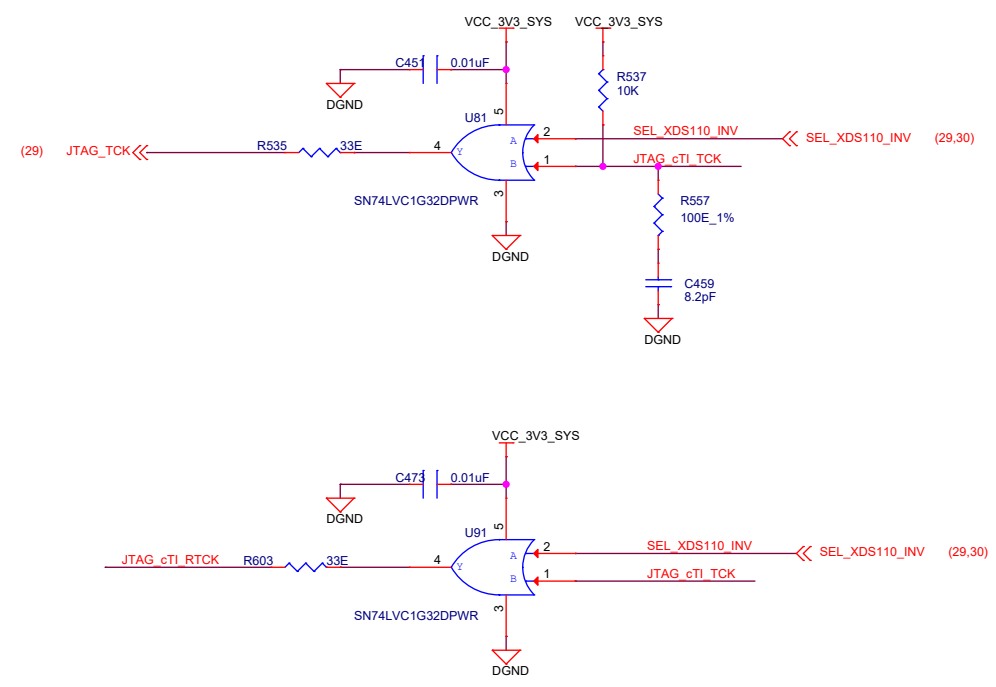 VCC_3V3_SYS
VCC_3V3_SYS
C451
0.01uF
R537
10K
DGND
5
U81
2
SEL_XDS110_INV
SEL_XDS110_INV
(29,30)
A
(29)
JTAG_TCK
R535
33E
4
Y
B
1
JTAG_cTI_TCK
3
SN74LVC1G32DPWR
R557
100E_1%
DGND
C459
8.2pF
DGND
VCC_3V3_SYS
C473
0.01uF
DGND
5
U91
2
SEL_XDS110_INV
SEL_XDS110_INV
(29,30)
A
JTAG_cTI_RTCK
R603
33E
4
Y
B
1
JTAG_cTI_TCK
3
SN74LVC1G32DPWR
DGND